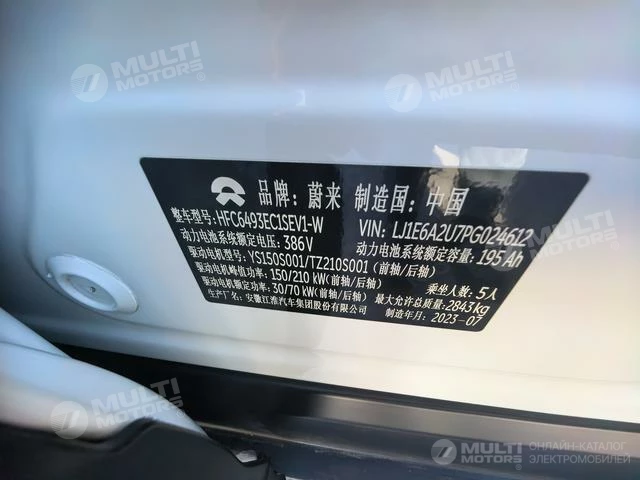 MULTI MOTORS
MULTI MOTORS
品牌: 蔚来 制造国: 中国
整车型号: HFC6493EC1SEV1-W VIN: LJ1E6A2U7PG024612
动力电池系统额定电压: 386V 动力电池系统额定容量: 195Ah
驱动电机型号: YS150S001/TZ210S001 (前轴/后轴)
驱动电机峰值功率: 150/210 kW(前轴/后轴) 乘坐人数: 5人
驱动电机额定功率: 30/70 kW(前轴/后轴) 最大允许总质量: 2843kg
生产厂名: 安徽江淮汽车集团股份有限公司 制造年月: 2023-07
MULTI MOTORS
MULTI MOTORS
ОНЛАЙН-КАТАЛОГ
ЭЛЕКТРОМОБИЛЕЙ